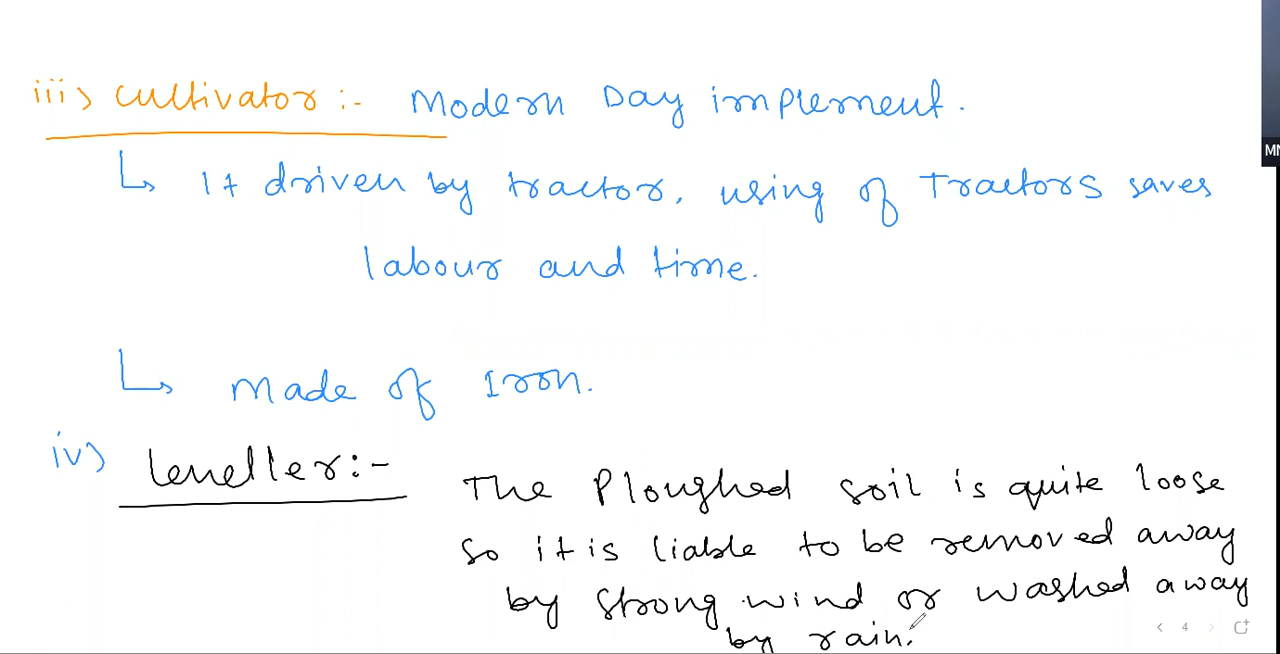 iii) cultivator :- Modern Day implement.
↳ It driven by tractor, using of Tractors saves
labour and time.
↳ Made of Iron.
iv) leveller:- The Ploughed soil is quite loose
so it is liable to be removed away
by strong wind or washed away
by rain.
MN
< 4 >